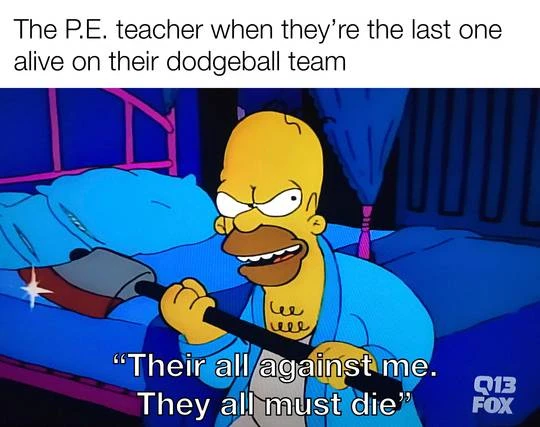 The P.E. teacher when they’re the last one
alive on their dodgeball team
“Their all against me.
They all must die”
Q13
FOX